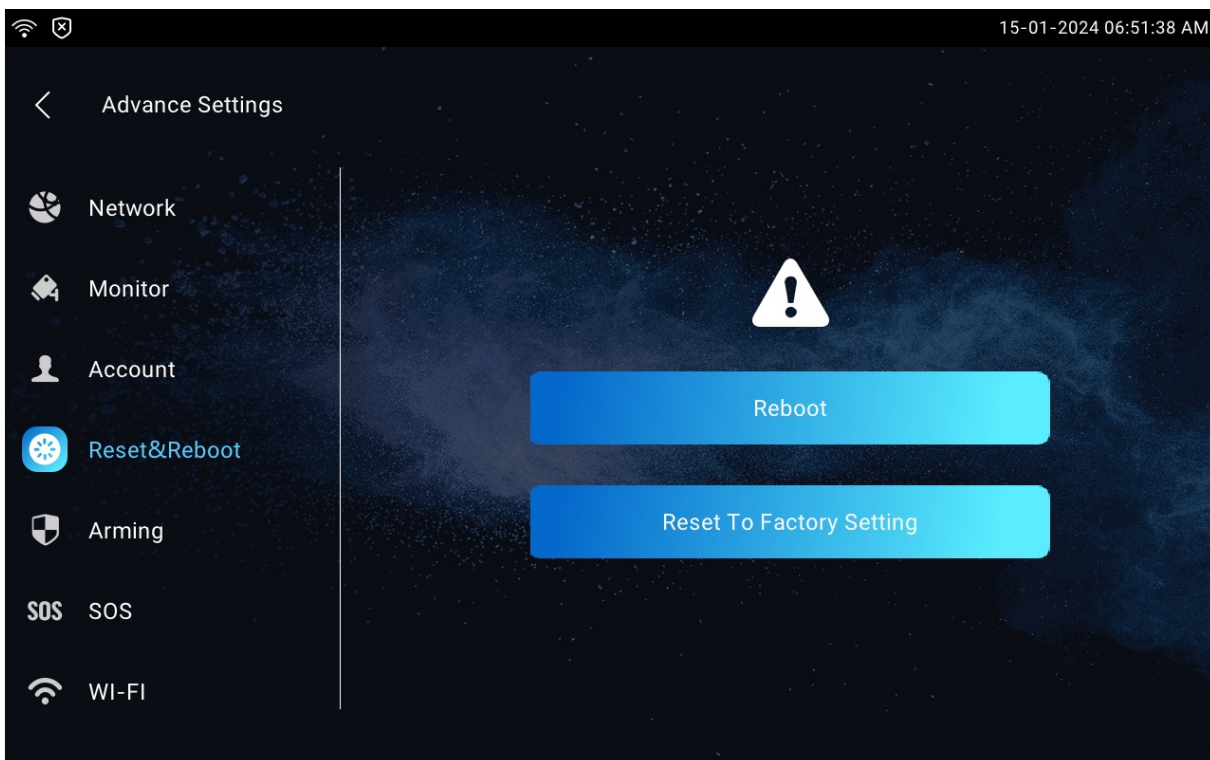 15-01-2024 06:51:38 AM
Advance Settings
Network
Monitor
Account
Reset&Reboot
Arming
SOS SOS
WI-FI
Reboot
Reset To Factory Setting